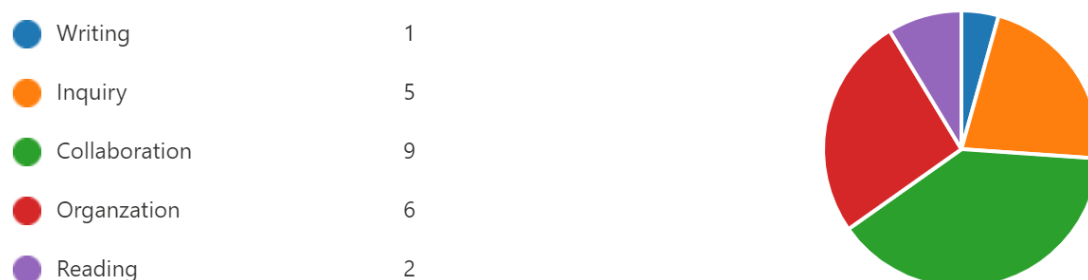 Writing 1
Inquiry 5
Collaboration 9
Organzation 6
Reading 2